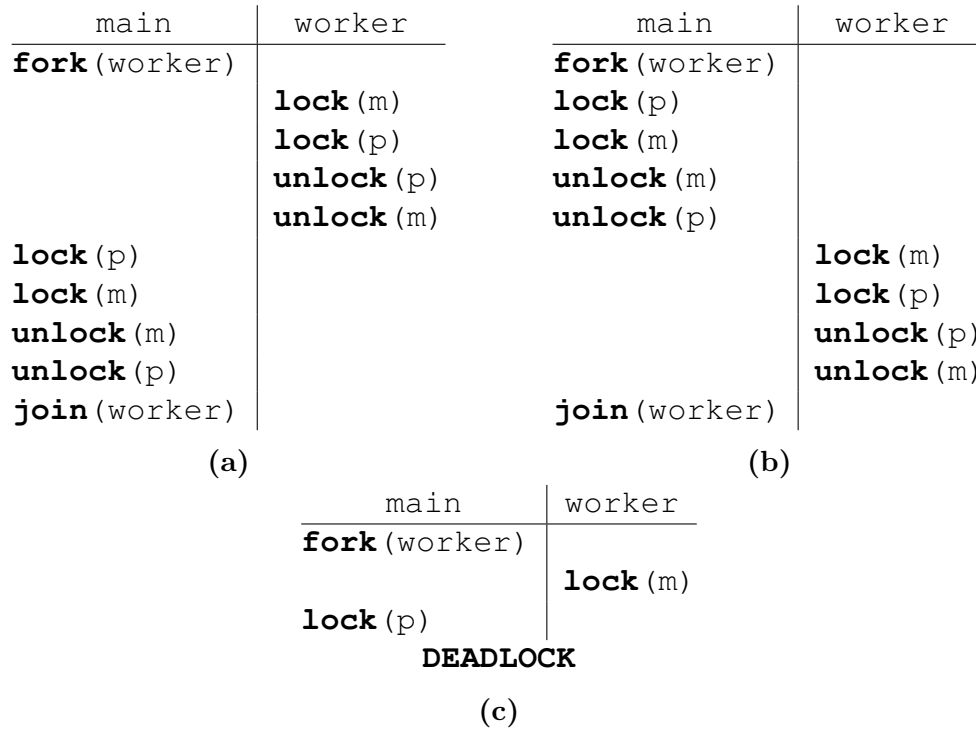 main worker
fork(worker)
lock(m)
lock(p)
unlock(p)
unlock(m)
lock(p)
lock(m)
unlock(m)
unlock(p)
join(worker)
(a)
main worker
fork(worker)
lock(p)
lock(m)
unlock(m)
unlock(p)
lock(m)
lock(p)
unlock(p)
unlock(m)
join(worker)
(b)
main worker
fork(worker)
lock(m)
lock(p)
DEADLOCK
(c)